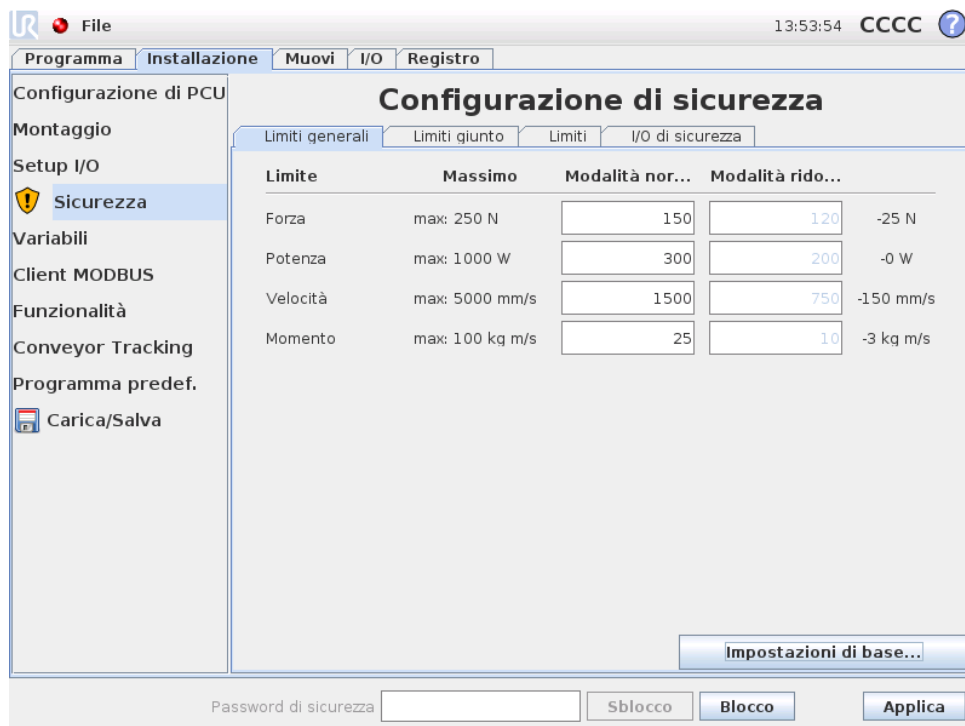 UR File 13:53:54 CCCC ?
Programma Installazione Muovi I/O Registro
Configurazione di PCU
Montaggio
Setup I/O
Sicurezza
Variabili
Client MODBUS
Funzionalità
Conveyor Tracking
Programma predef.
Carica/Salva
Configurazione di sicurezza
Limiti generali Limiti giunto Limiti I/O di sicurezza
Limite Massimo Modalità nor... Modalità rido...
Forza max: 250 N 150 120 -25 N
Potenza max: 1000 W 300 200 -0 W
Velocità max: 5000 mm/s 1500 750 -150 mm/s
Momento max: 100 kg m/s 25 10 -3 kg m/s
Impostazioni di base...
Password di sicurezza Sblocco Blocco Applica